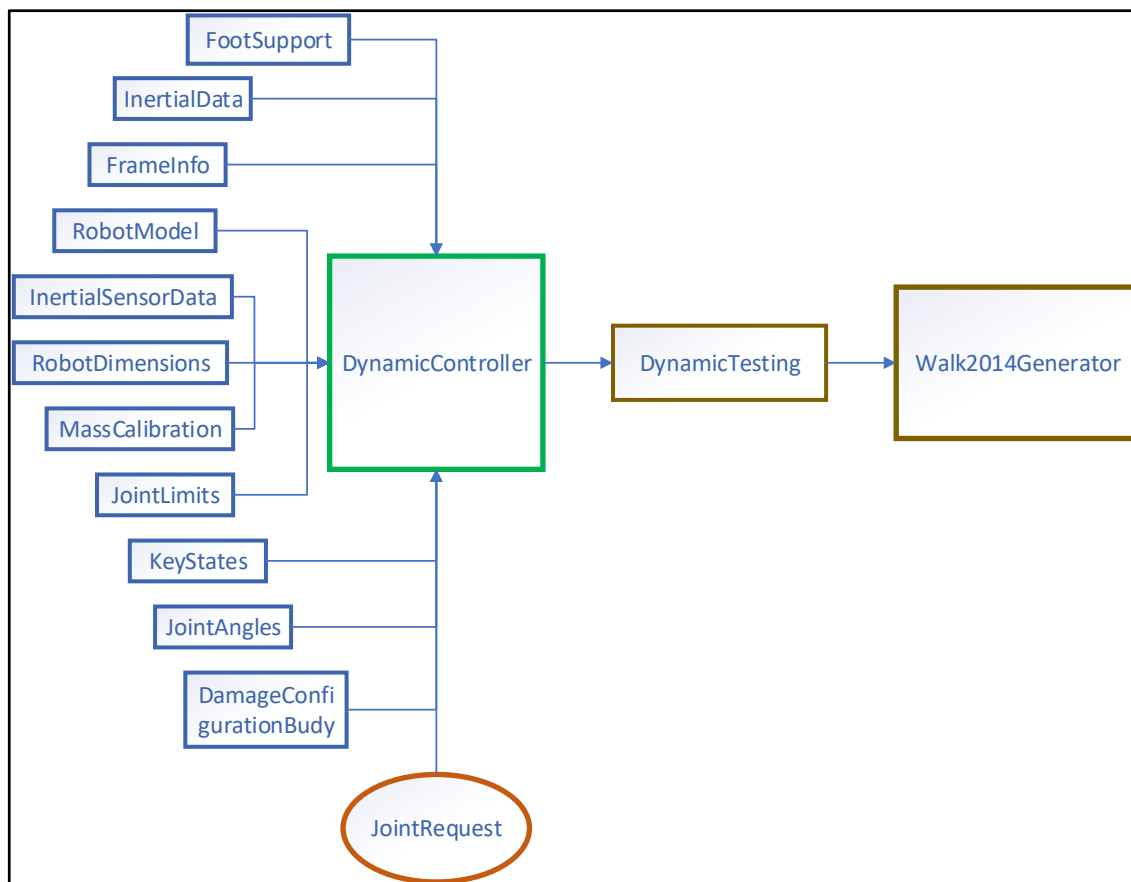 FootSupport
InertialData
FrameInfo
RobotModel
InertialSensorData
RobotDimensions
MassCalibration
JointLimits
KeyStates
JointAngles
DamageConfi
gurationBudy
JointRequest
DynamicController
DynamicTesting
Walk2014Generator